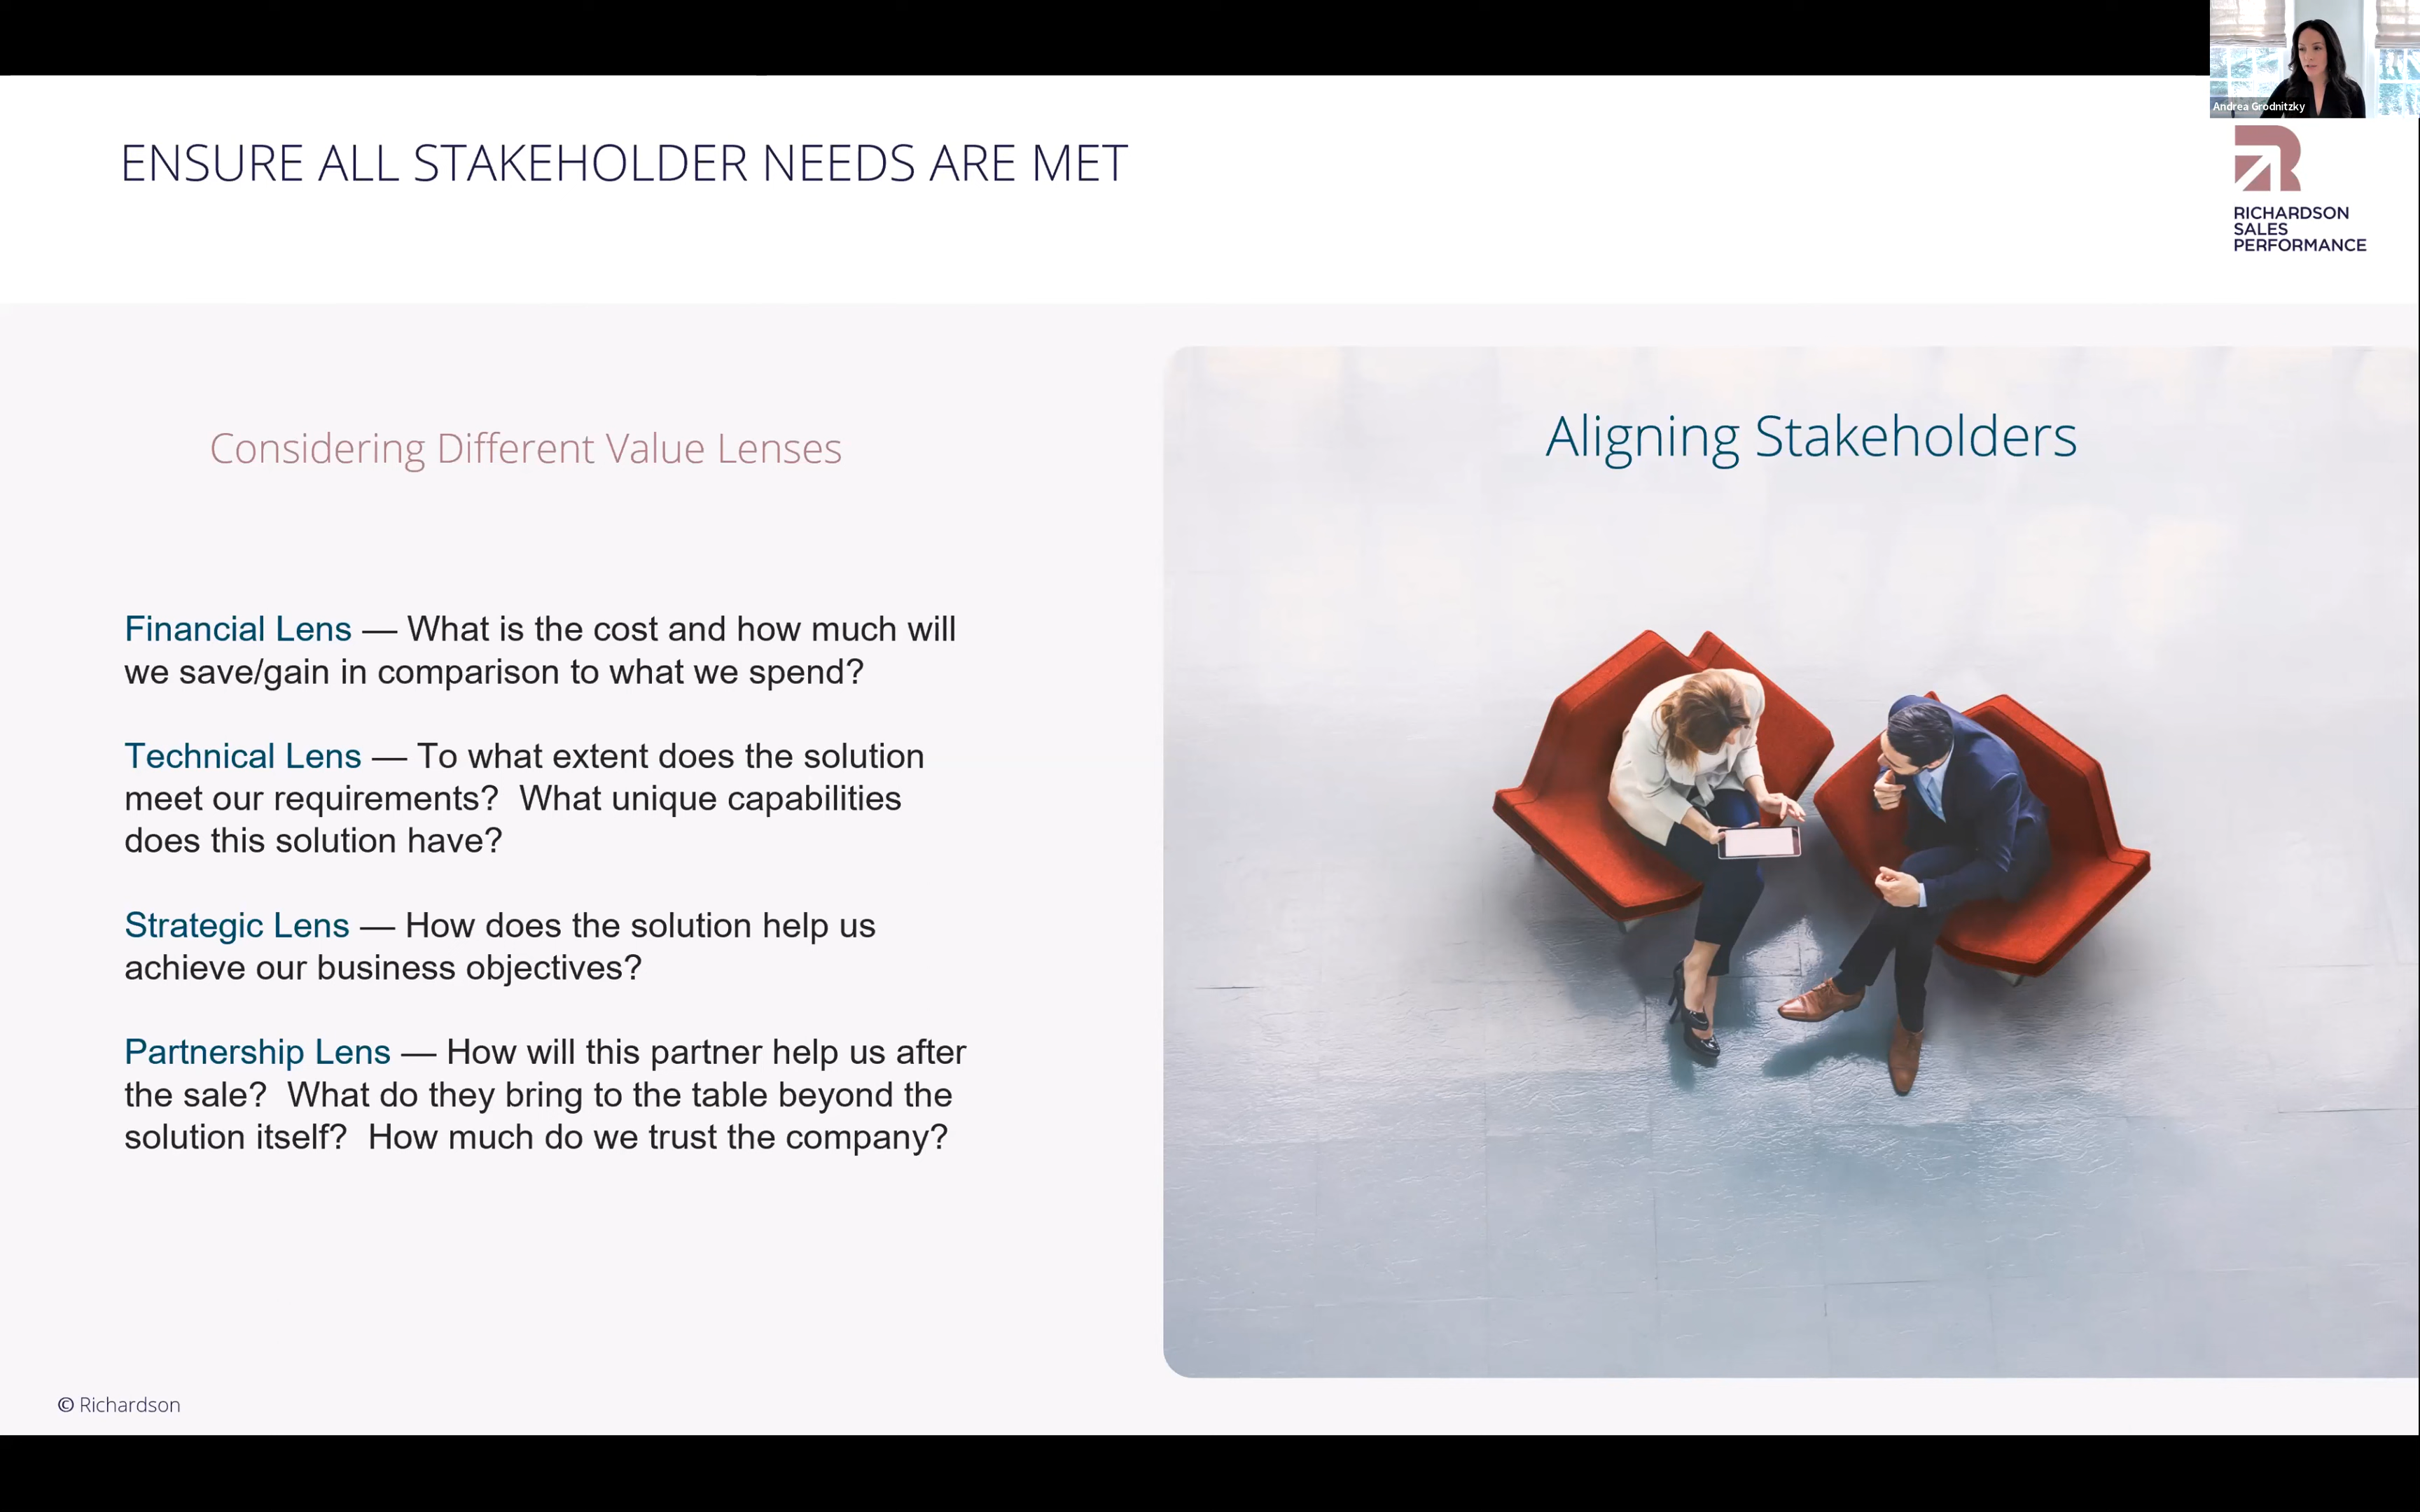 Andrea Grodnitzky
ENSURE ALL STAKEHOLDER NEEDS ARE MET
RICHARDSON
SALES
PERFORMANCE
Considering Different Value Lenses
Financial Lens — What is the cost and how much will
we save/gain in comparison to what we spend?
Technical Lens — To what extent does the solution
meet our requirements?  What unique capabilities
does this solution have?
Strategic Lens — How does the solution help us
achieve our business objectives?
Partnership Lens — How will this partner help us after
the sale?  What do they bring to the table beyond the
solution itself?  How much do we trust the company?
Aligning Stakeholders
© Richardson